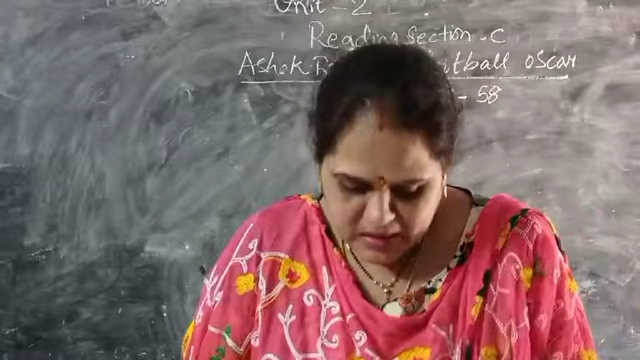 Unit - 2
Reading Section - C
Ashok tball oscar
- 58